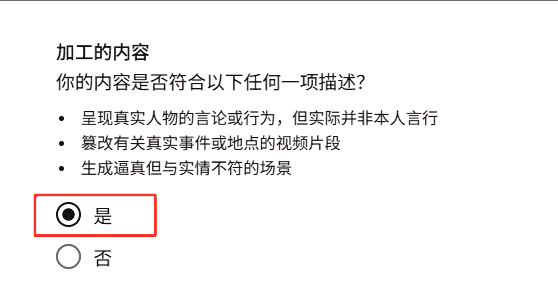 加工的内容
你的内容是否符合以下任何一项描述？
• 呈现真实人物的言论或行为，但实际并非本人言行
• 篡改有关真实事件或地点的视频片段
• 生成逼真但与实情不符的场景
是
否